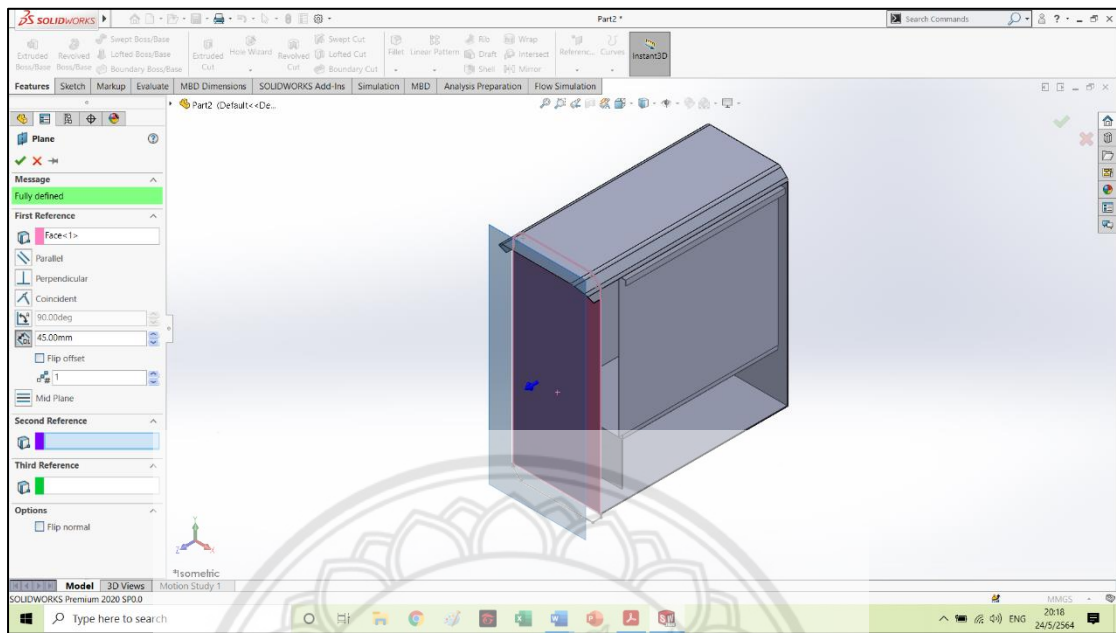 SOLIDWORKS
Part2 *
Search Commands
Extruded Boss/Base
Revolved Boss/Base
Swept Boss/Base
Lofted Boss/Base
Boundary Boss/Base
Extruded Cut
Hole Wizard
Revolved Cut
Swept Cut
Lofted Cut
Boundary Cut
Fillet
Linear Pattern
Rib
Draft
Shell
Wrap
Intersect
Mirror
Referenc...
Curves
Instant3D
Features Sketch Markup Evaluate MBD Dimensions SOLIDWORKS Add-Ins Simulation MBD Analysis Preparation Flow Simulation
Part2 (Default<<De...
Plane
Message
Fully defined
First Reference
Face<1>
Parallel
Perpendicular
Coincident
90.00deg
45.00mm
Flip offset
1
Mid Plane
Second Reference
Third Reference
Options
Flip normal
*Isometric
Model 3D Views Motion Study 1
SOLIDWORKS Premium 2020 SP0.0
MMGS
Type here to search
ENG
20:18
24/5/2564